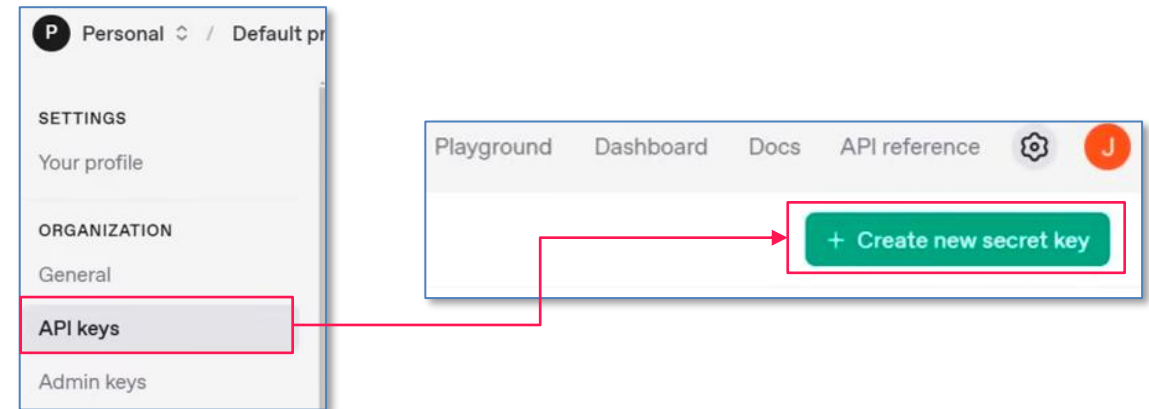 P Personal / Default pr
SETTINGS
Your profile
ORGANIZATION
General
API keys
Admin keys
Playground Dashboard Docs API reference J
+ Create new secret key